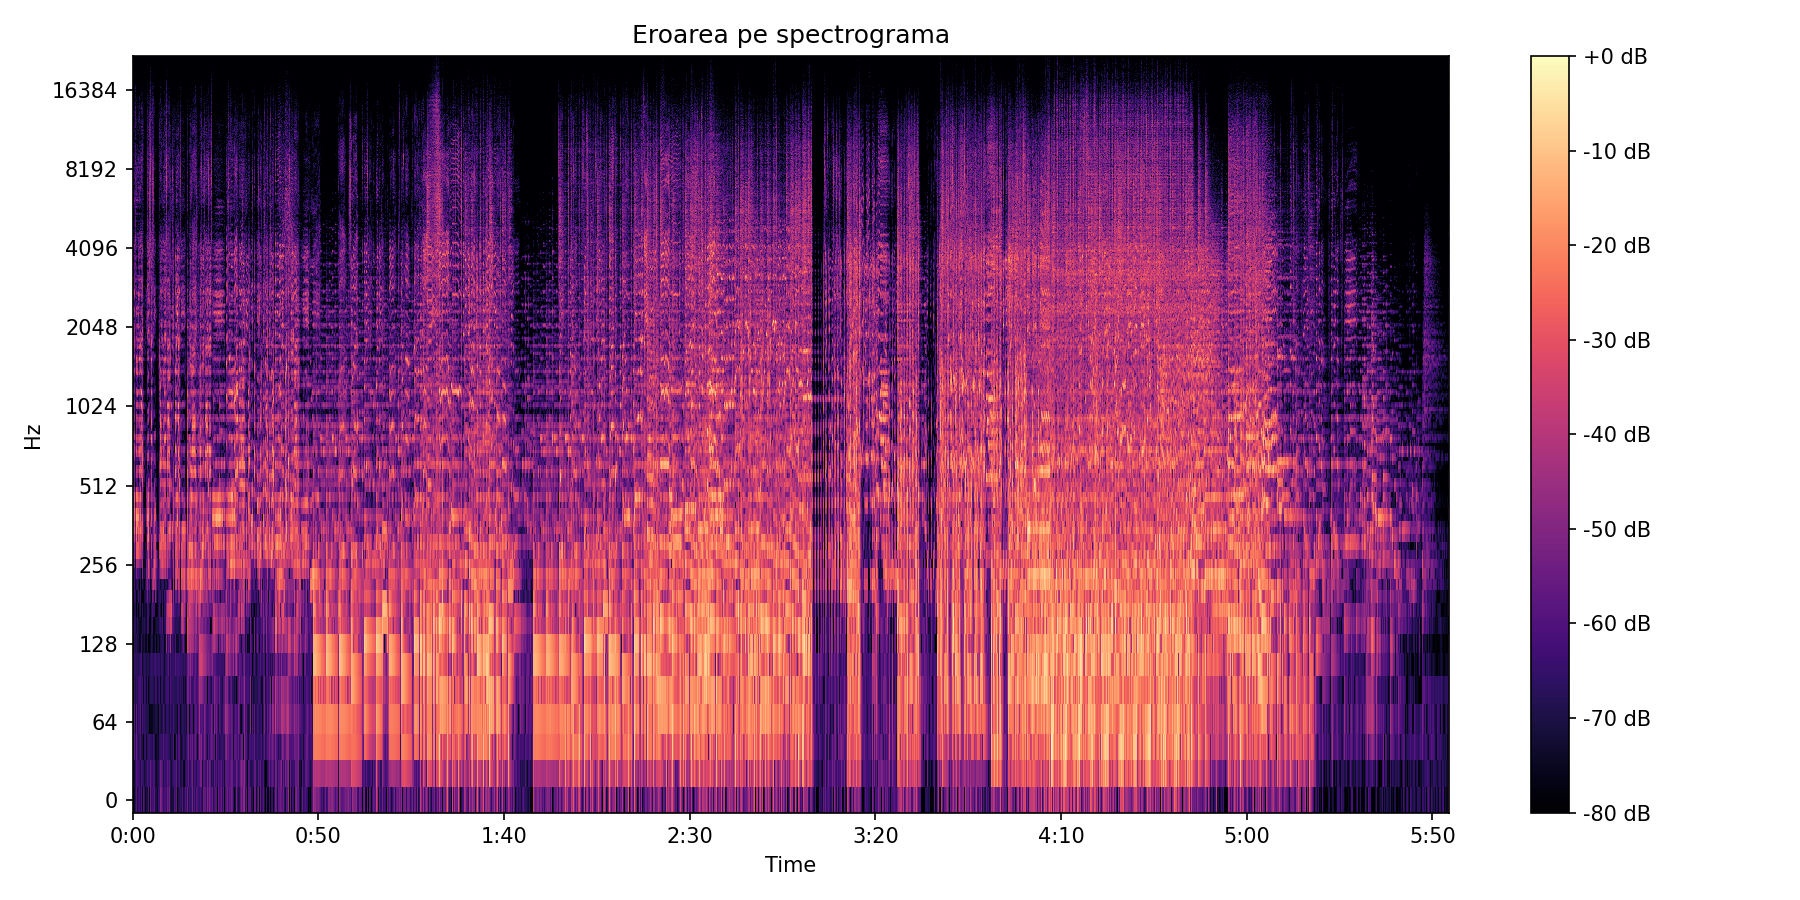 Eroarea pe spectrograma
Hz
16384
8192
4096
2048
1024
512
256
128
64
0
0:00
0:50
1:40
2:30
3:20
4:10
5:00
5:50
Time
+0 dB
-10 dB
-20 dB
-30 dB
-40 dB
-50 dB
-60 dB
-70 dB
-80 dB